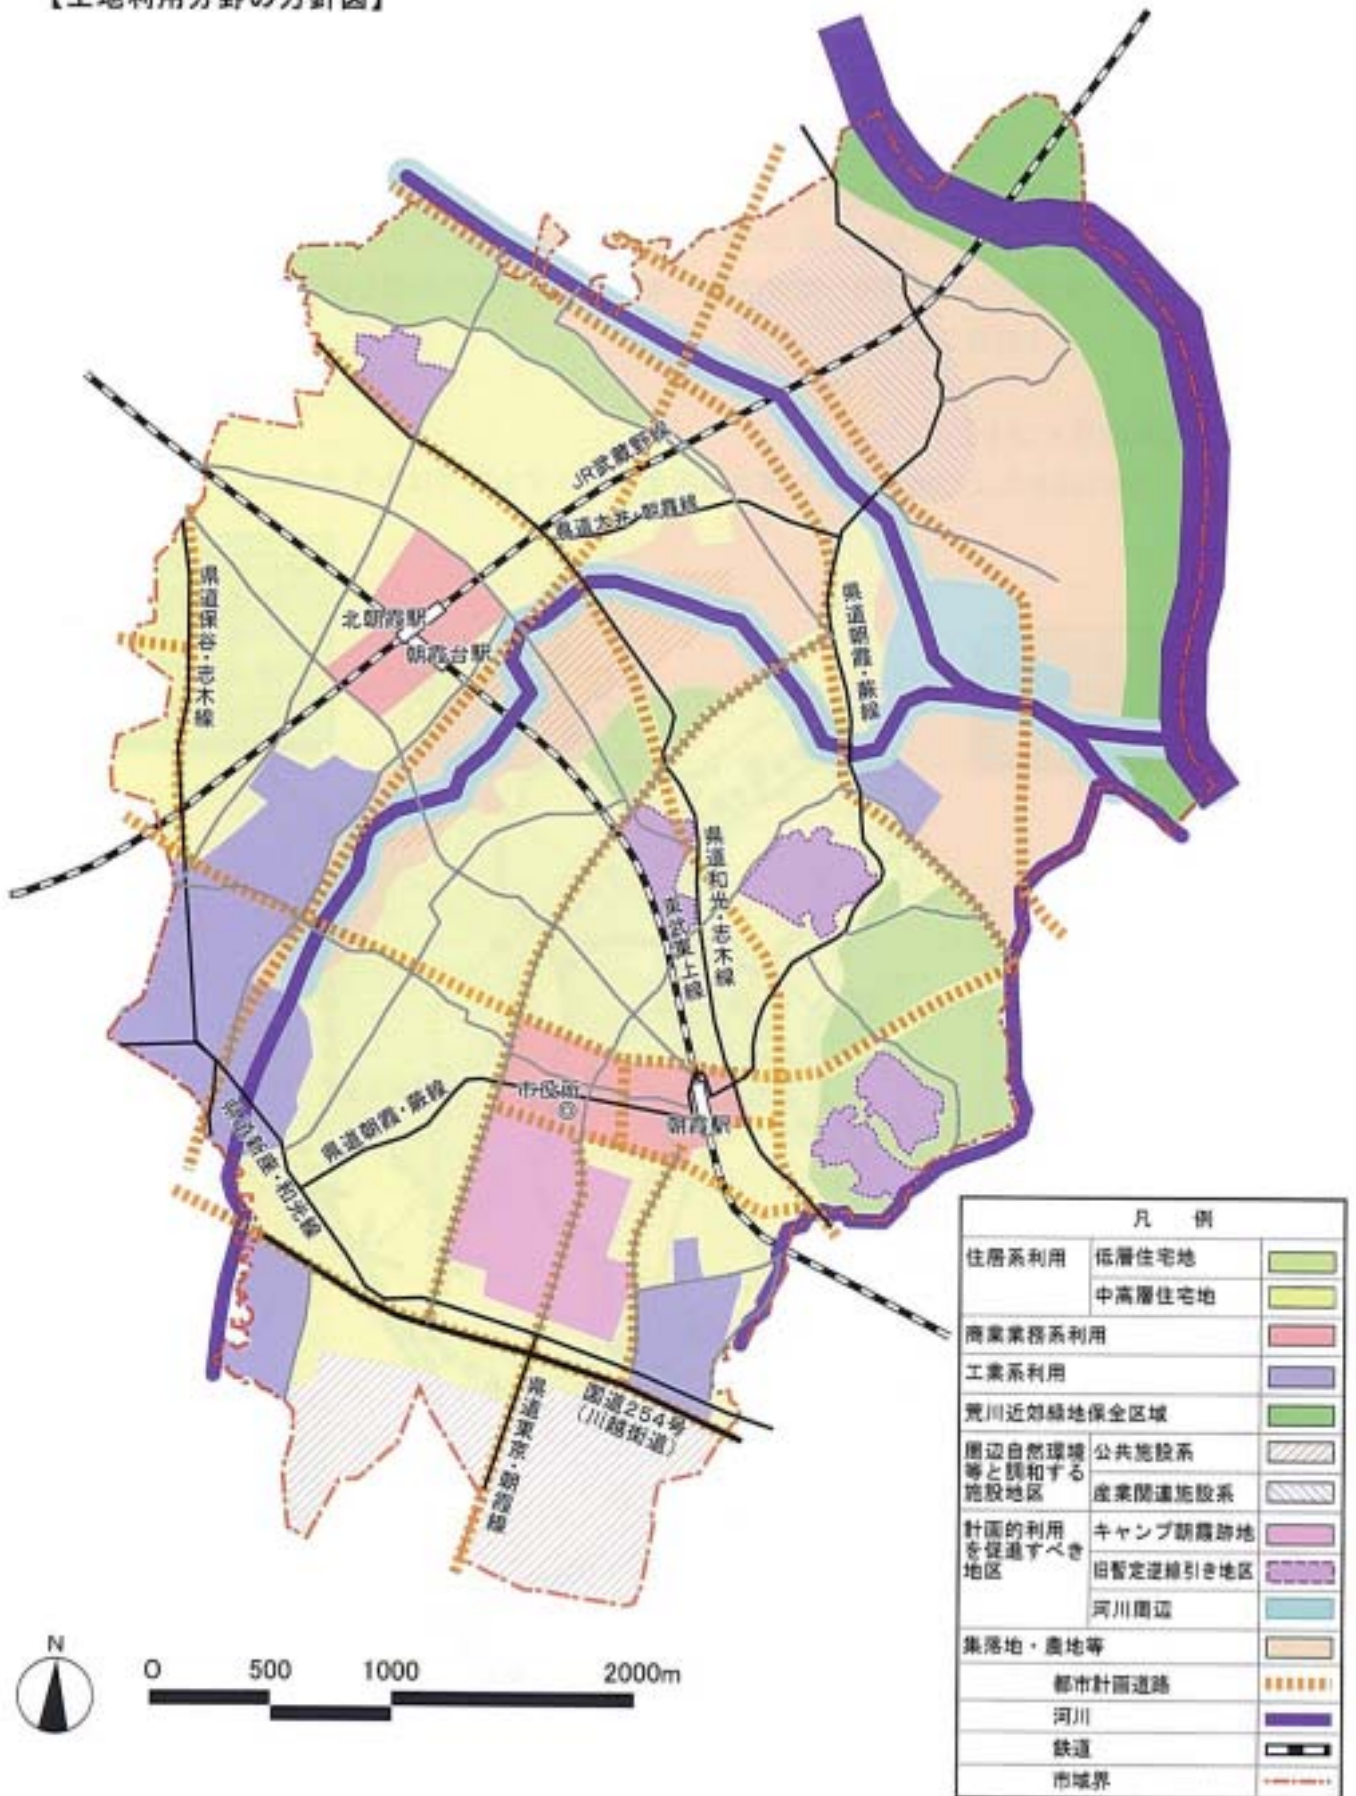 【土地利用分野の方針図】
JR武蔵野線
県道大井・朝霞線
県道保谷・志木線
北朝霞駅
朝霞台駅
県道朝霞・蕨線
県道和光・志木線
東武東上線
市役所
朝霞駅
県道朝霞・蕨線
県道新座・和光線
国道254号
(川越街道)
県道東京・朝霞線
N
0 500 1000 2000m
凡 例
住居系利用 低層住宅地
中高層住宅地
商業業務系利用
工業系利用
荒川近郊緑地保全区域
周辺自然環境
等と調和する
施設地区
公共施設系
産業関連施設系
計画的利用
を促進すべき
地区
キャンプ朝霞跡地
旧暫定逆線引き地区
河川周辺
集落地・農地等
都市計画道路
河川
鉄道
市域界